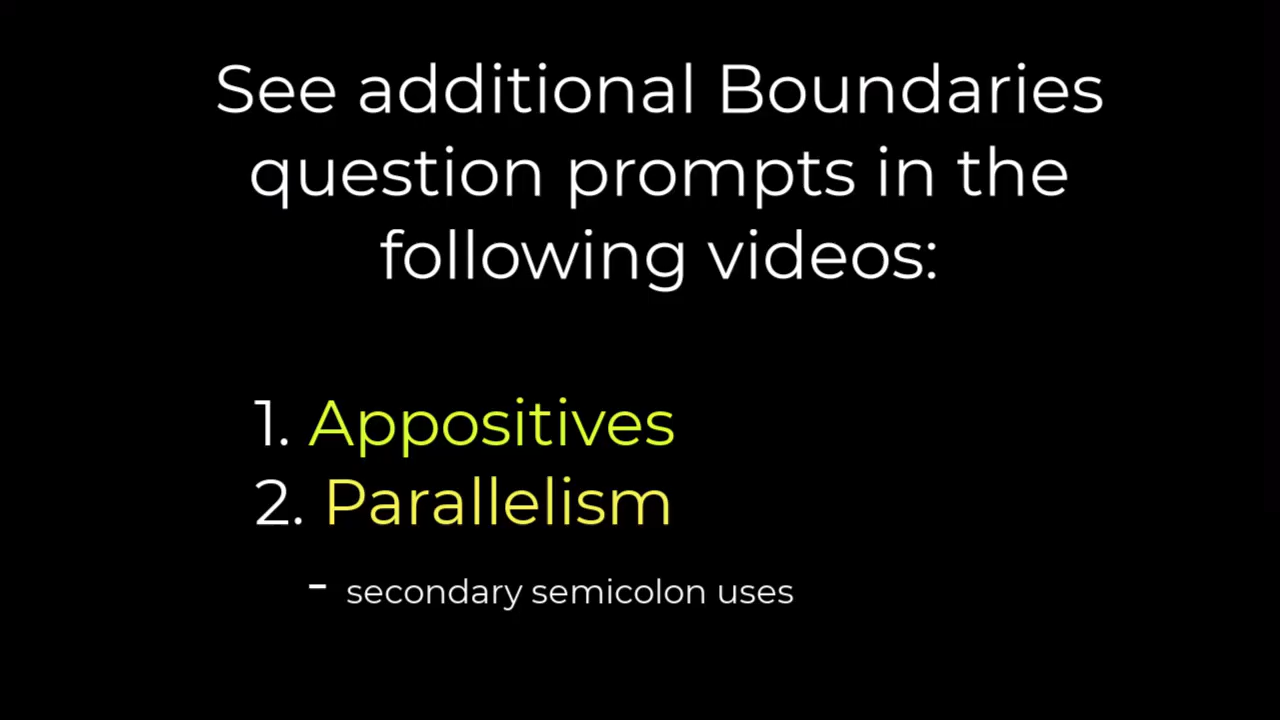 See additional Boundaries
question prompts in the
following videos:
1. Appositives
2. Parallelism
- secondary semicolon uses